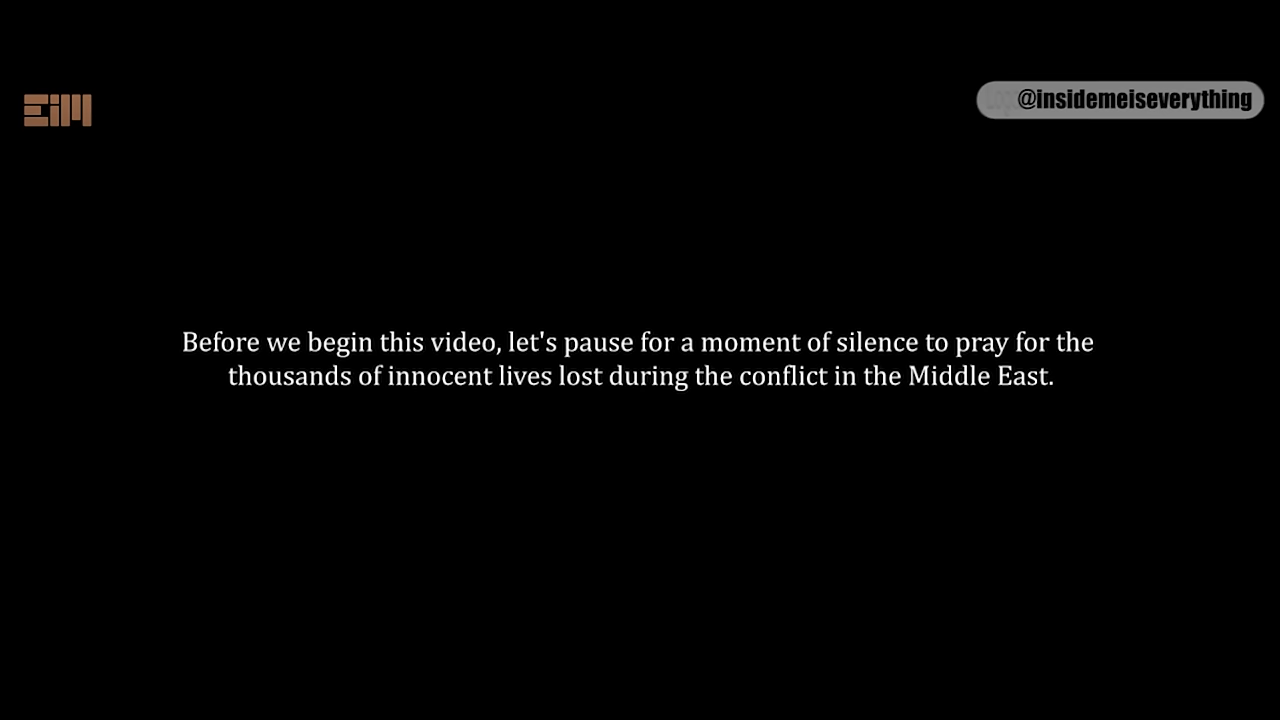 EiM
@insidemeiseverything
Before we begin this video, let's pause for a moment of silence to pray for the
thousands of innocent lives lost during the conflict in the Middle East.